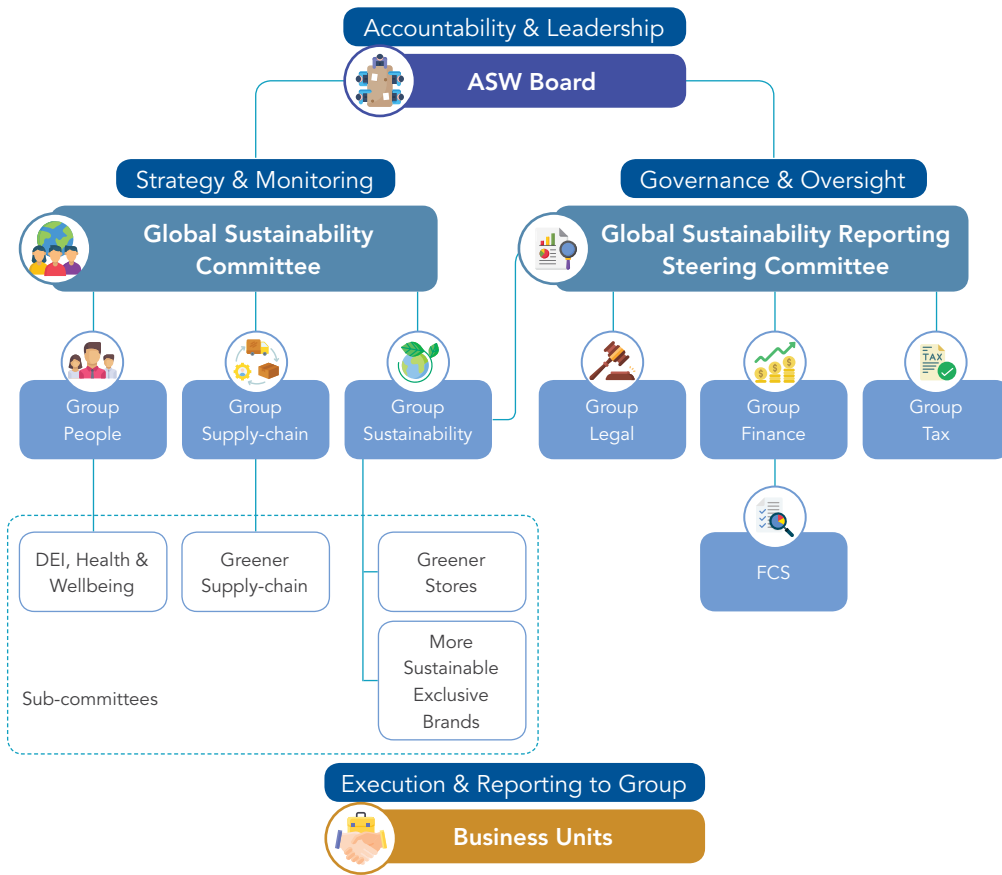 Accountability & Leadership
ASW Board
Strategy & Monitoring
Governance & Oversight
Global Sustainability
Committee
Global Sustainability Reporting
Steering Committee
Group
People
Group
Supply-chain
Group
Sustainability
Group
Legal
Group
Finance
TAX
Group
Tax
DEI, Health &
Wellbeing
Greener
Supply-chain
Greener
Stores
FCS
More
Sustainable
Exclusive
Brands
Sub-committees
Execution & Reporting to Group
Business Units